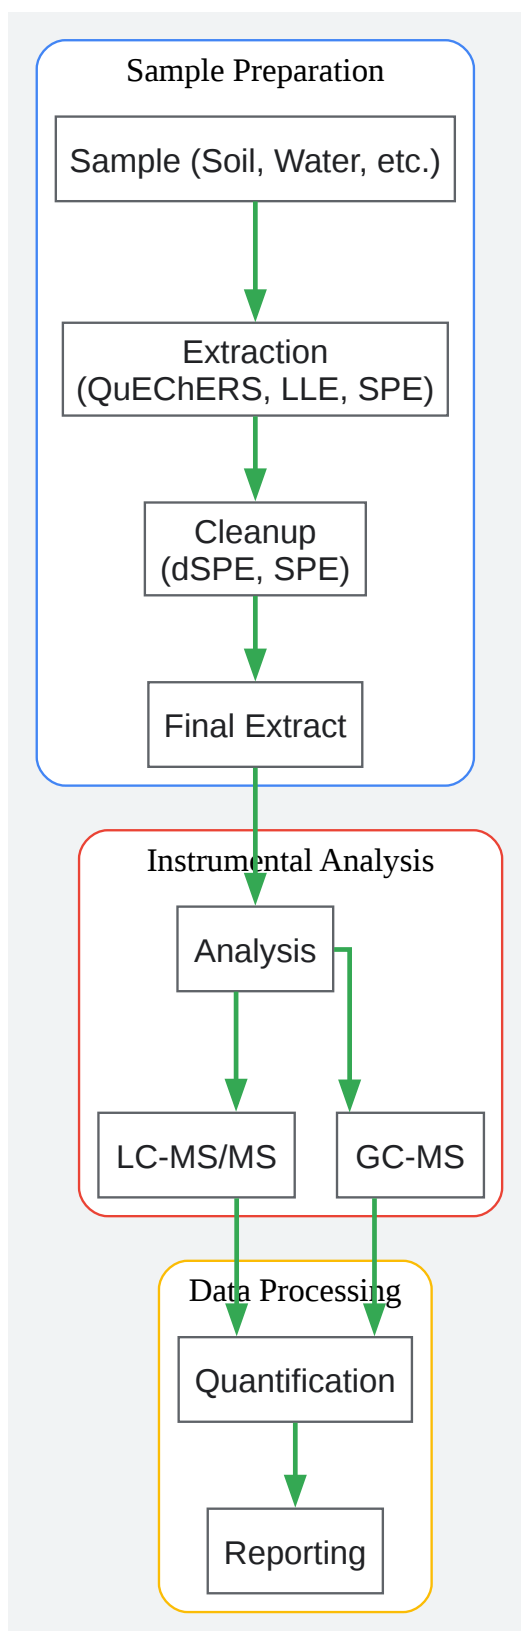 Sample Preparation
Sample (Soil, Water, etc.)
Extraction
(QuEChERS, LLE, SPE)
Cleanup
(dSPE, SPE)
Final Extract
Instrumental Analysis
Analysis
LC-MS/MS
GC-MS
Data Processing
Quantification
Reporting